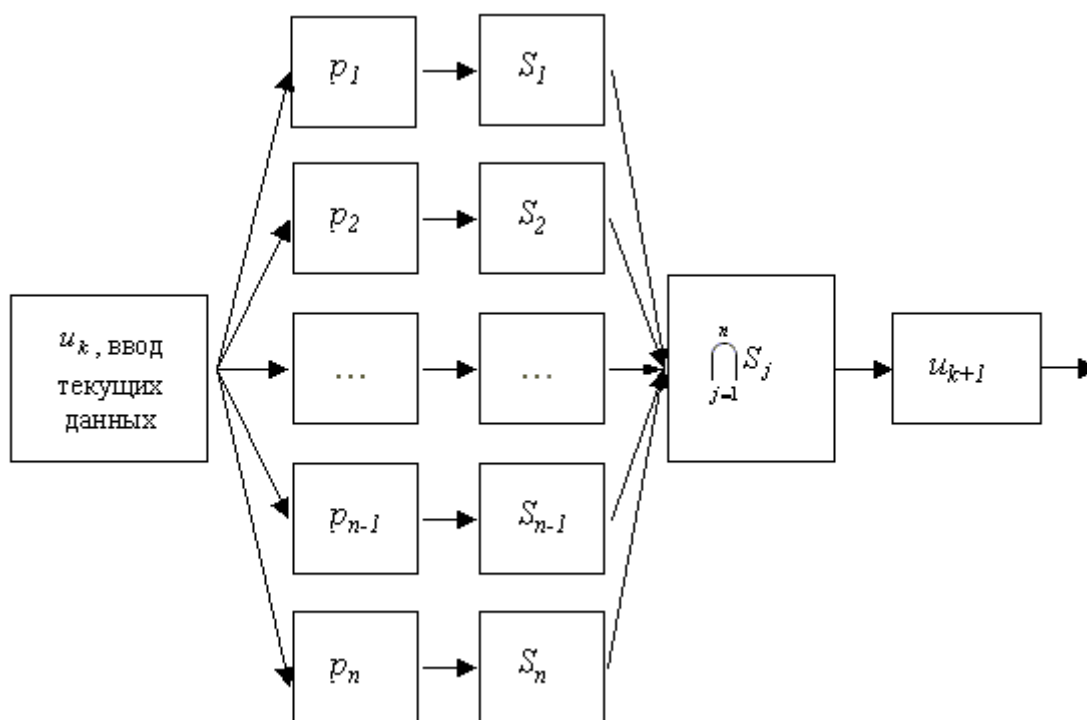 p₁ S₁
p₂ S₂
uₖ, ввод
текущих
данных
... ...
n
⋂ Sⱼ
j=1
uₖ₊₁
pₙ₋₁ Sₙ₋₁
pₙ Sₙ